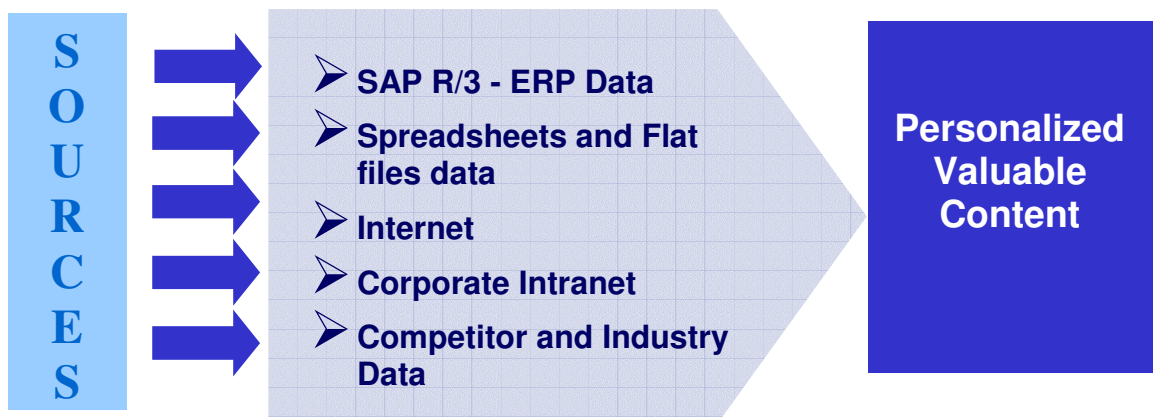 S
O
U
R
C
E
S
SAP R/3 - ERP Data
Spreadsheets and Flat
files data
Internet
Corporate Intranet
Competitor and Industry
Data
Personalized
Valuable
Content